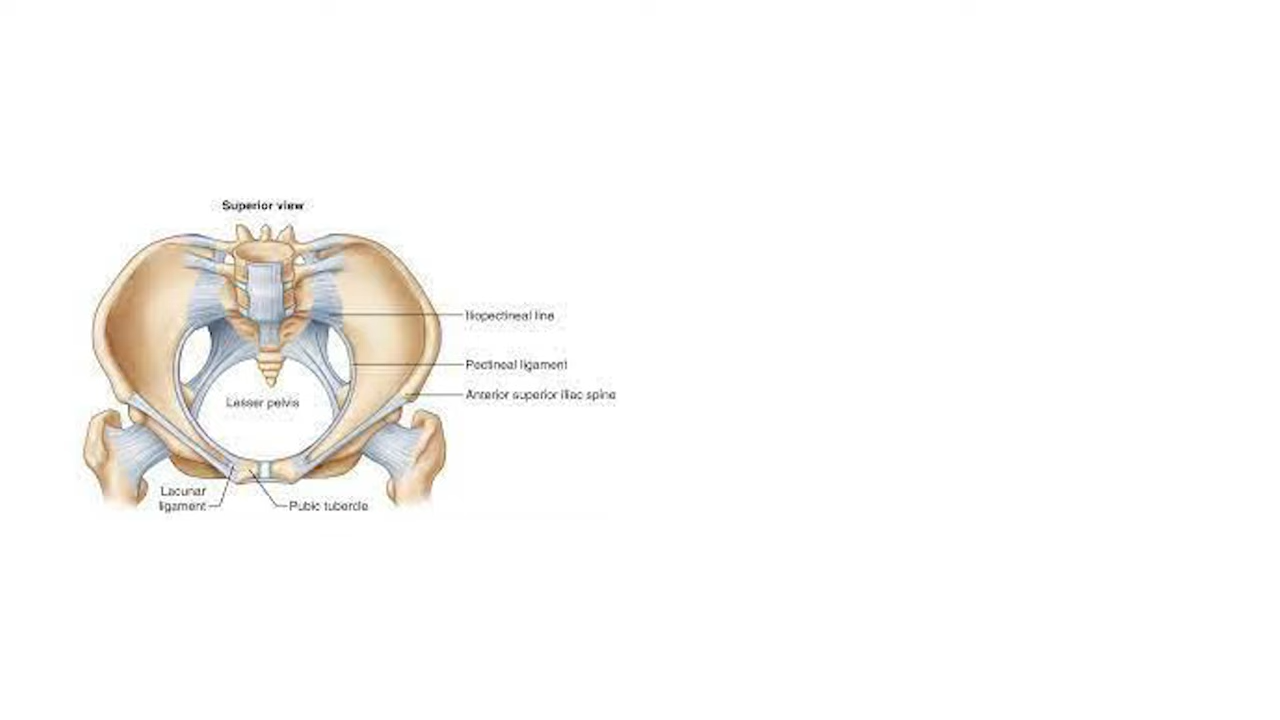 Superior view
Iliopectineal line
Pectineal ligament
Anterior superior iliac spine
Lesser pelvis
Lacunar
ligament
Pubic tubercle